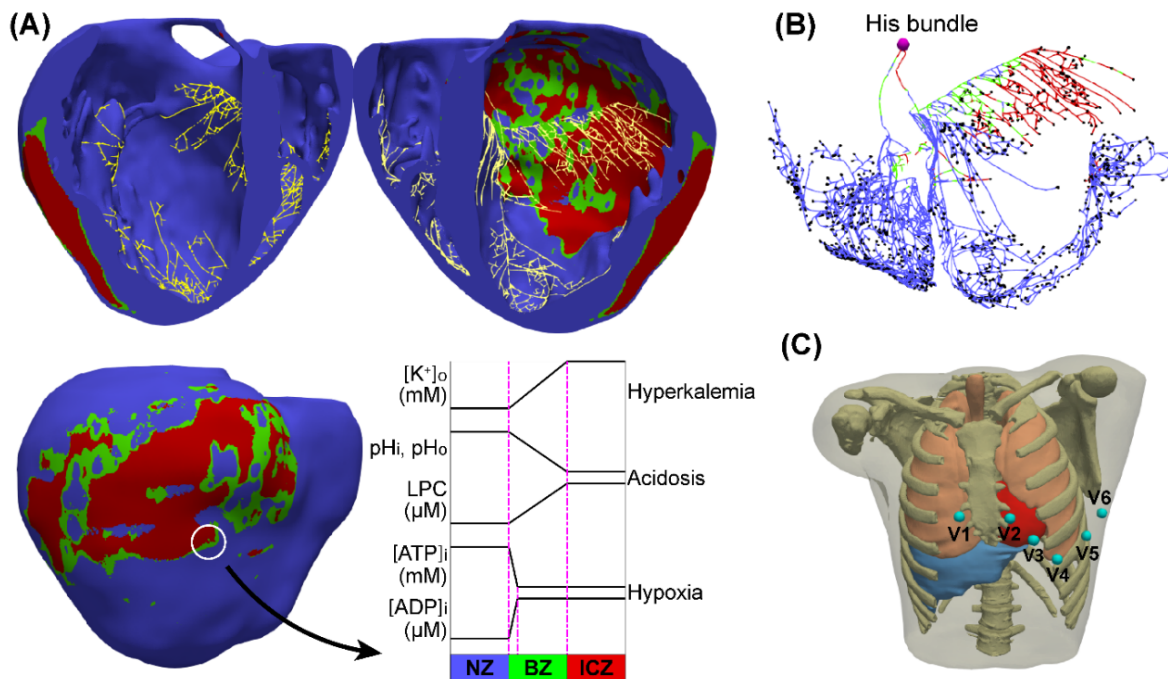 (A)
(B)
His bundle
(C)
V1
V2
V3
V4
V5
V6
[K⁺]o
(mM)
Hyperkalemia
pHi, pHo
Acidosis
LPC
(µM)
[ATP]i
(mM)
Hypoxia
[ADP]i
(µM)
NZ
BZ
ICZ